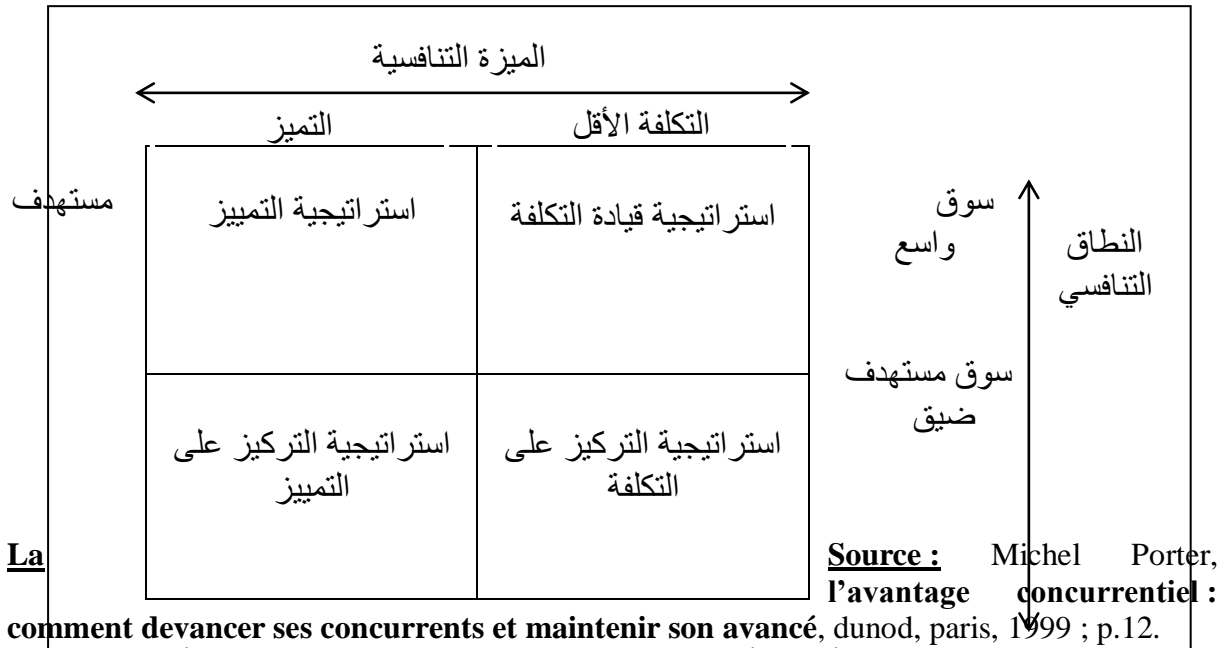 الميزة التنافسية
التكلفة الأقل التميز
سوق واسع مستهدف
النطاق التنافسي
استراتيجية قيادة التكلفة
استراتيجية التمييز
سوق مستهدف ضيق
استراتيجية التركيز على التكلفة
استراتيجية التركيز على التمييز
La Source : Michel Porter,
l’avantage concurrentiel :
comment devancer ses concurrents et maintenir son avancé, dunod, paris, 1999 ; p.12.